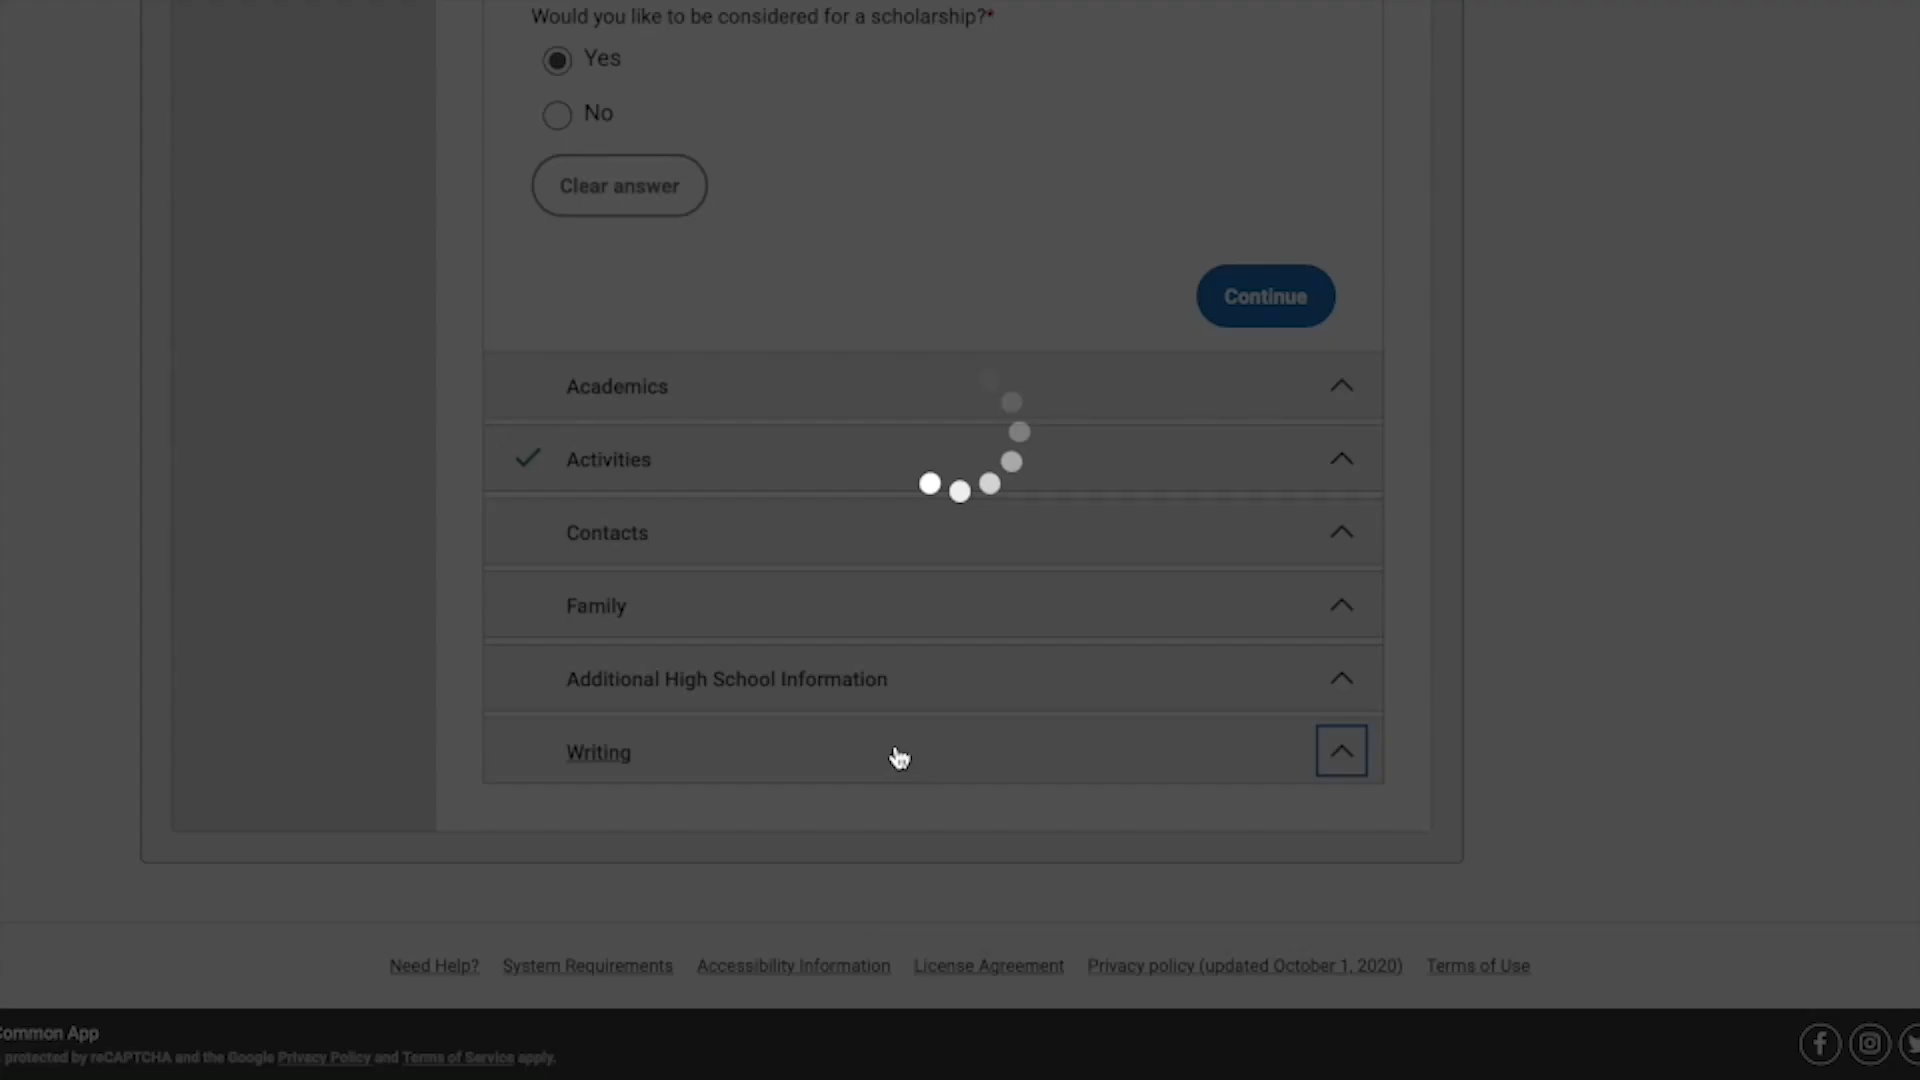 Would you like to be considered for a scholarship?*
Yes
No
Clear answer
Continue
Academics
Activities
Contacts
Family
Additional High School Information
Writing
Need Help? System Requirements Accessibility Information License Agreement Privacy policy (updated October 1, 2020) Terms of Use
Common App
protected by reCAPTCHA and the Google Privacy Policy and Terms of Service apply.